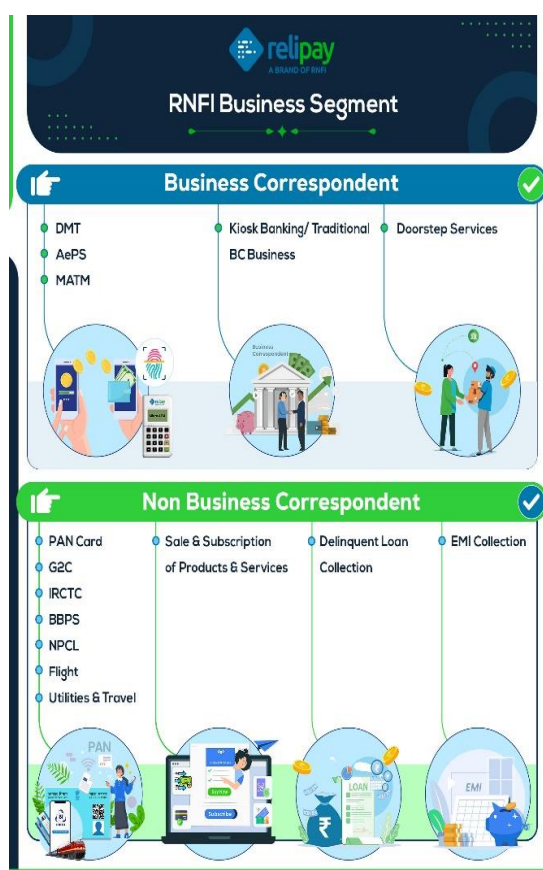 relipay
A BRAND OF RNFI
RNFI Business Segment
Business Correspondent
DMT
AePS
MATM
Kiosk Banking/ Traditional
BC Business
Doorstep Services
Business
Correspondent
Non Business Correspondent
PAN Card
G2C
IRCTC
BBPS
NPCL
Flight
Utilities & Travel
Sale & Subscription
of Products & Services
Delinquent Loan
Collection
EMI Collection
PAN
Subscribe
LOAN
₹
EMI